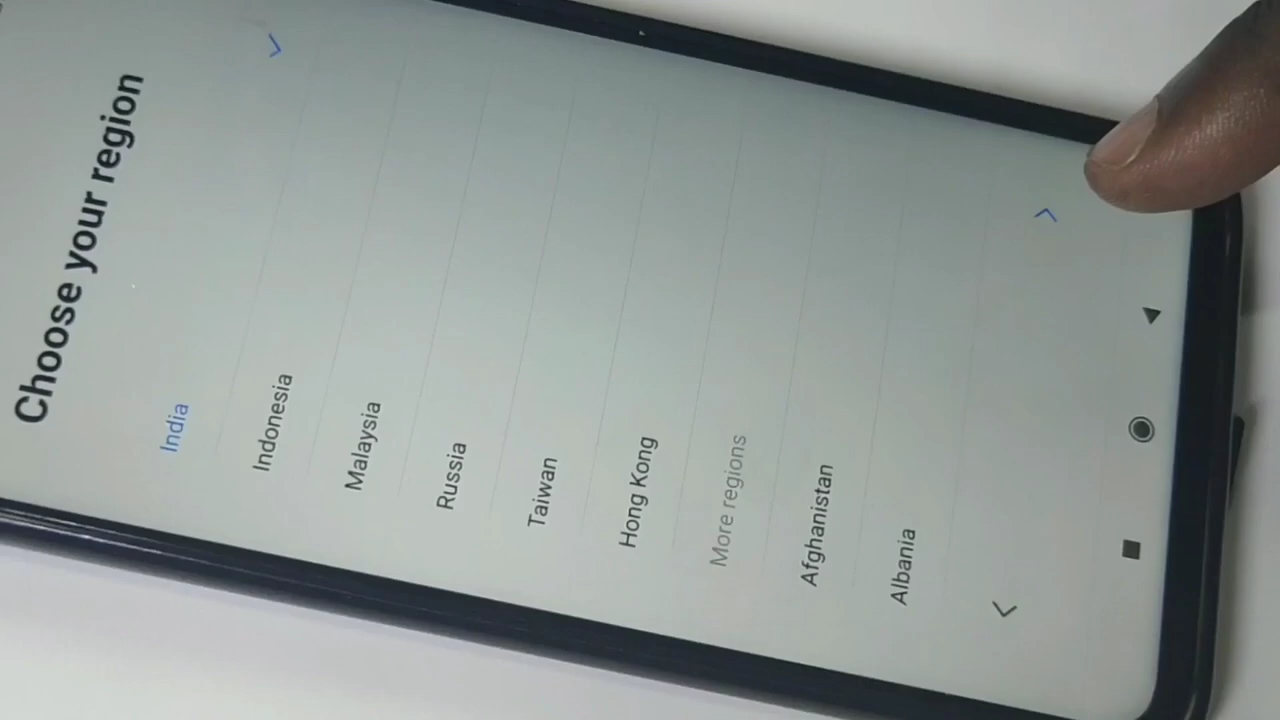 Choose your region
India
Indonesia
Malaysia
Russia
Taiwan
Hong Kong
More regions
Afghanistan
Albania